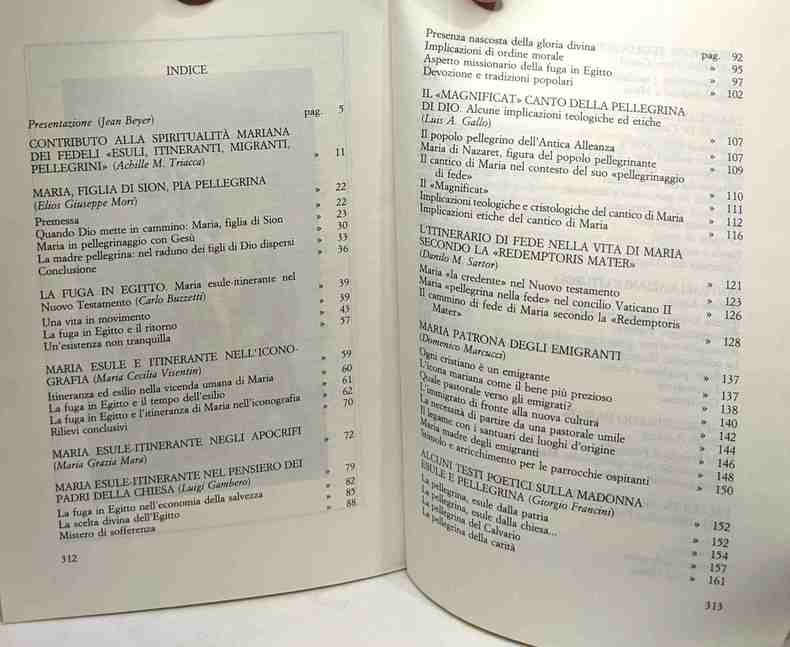 INDICE
pag. 5
Presentazione (Jean Beyer)
CONTRIBUTO ALLA SPIRITUALITÀ MARIANA
DEI FEDELI «ESULI, ITINERANTI, MIGRANTI,
PELLEGRINI» (Achille M. Triacca) » 11
MARIA, FIGLIA DI SION, PIA PELLEGRINA
(Elios Giuseppe Mori) » 22
Premessa » 22
Quando Dio mette in cammino: Maria, figlia di Sion » 23
Maria in pellegrinaggio con Gesù » 30
La madre pellegrina: nel raduno dei figli di Dio dispersi » 33
Conclusione » 36
LA FUGA IN EGITTO. Maria esule-itinerante nel
Nuovo Testamento (Carlo Buzzetti) » 39
Una vita in movimento » 39
La fuga in Egitto e il ritorno » 43
Un'esistenza non tranquilla » 57
MARIA ESULE E ITINERANTE NELL'ICONO-
GRAFIA (Maria Cecilia Visentin) » 59
Itineranza ed esilio nella vicenda umana di Maria » 60
La fuga in Egitto e il tempo dell'esilio » 61
La fuga in Egitto e l'itineranza di Maria nell'iconografia » 62
Rilievi conclusivi » 70
MARIA ESULE-ITINERANTE NEGLI APOCRIFI
(Maria Grazia Mara) » 72
MARIA ESULE-ITINERANTE NEL PENSIERO DEI
PADRI DELLA CHIESA (Luigi Gambero) » 79
La fuga in Egitto nell'economia della salvezza » 82
La scelta divina dell'Egitto » 85
Mistero di sofferenza » 88
312
Presenza nascosta della gloria divina pag. 92
Implicazioni di ordine morale » 95
Aspetto missionario della fuga in Egitto » 97
Devozione e tradizioni popolari » 102
IL «MAGNIFICAT» CANTO DELLA PELLEGRINA
DI DIO. Alcune implicazioni teologiche ed etiche
(Luis A. Gallo) » 107
Il popolo pellegrino dell'Antica Alleanza » 107
Maria di Nazaret, figura del popolo pellegrinante » 109
Il cantico di Maria nel contesto del suo «pellegrinaggio
di fede» » 110
Il «Magnificat» » 111
Implicazioni teologiche e cristologiche del cantico di Maria » 112
Implicazioni etiche del cantico di Maria » 116
L'ITINERARIO DI FEDE NELLA VITA DI MARIA
SECONDO LA «REDEMPTORIS MATER»
(Danilo M. Sartor) » 121
Maria «la credente» nel Nuovo testamento » 123
Maria «pellegrina nella fede» nel concilio Vaticano II » 126
Il cammino di fede di Maria secondo la «Redemptoris
Mater» » 128
MARIA PATRONA DEGLI EMIGRANTI
(Domenico Marcucci) » 137
Ogni cristiano è un emigrante » 137
L'icona mariana come il bene più prezioso » 138
Quale pastorale verso gli emigrati? » 140
L'immigrato di fronte alla nuova cultura » 142
La necessità di partire da una pastorale umile » 144
Il legame con i santuari dei luoghi d'origine » 146
Maria madre degli emigranti » 148
Stimolo e arricchimento per le parrocchie ospitanti » 150
ALCUNI TESTI POETICI SULLA MADONNA
ESULE E PELLEGRINA (Giorgio Francini) » 152
La pellegrina, esule dalla patria » 152
La pellegrina, esule dalla chiesa... » 154
La pellegrina del Calvario » 157
La pellegrina della carità » 161
313